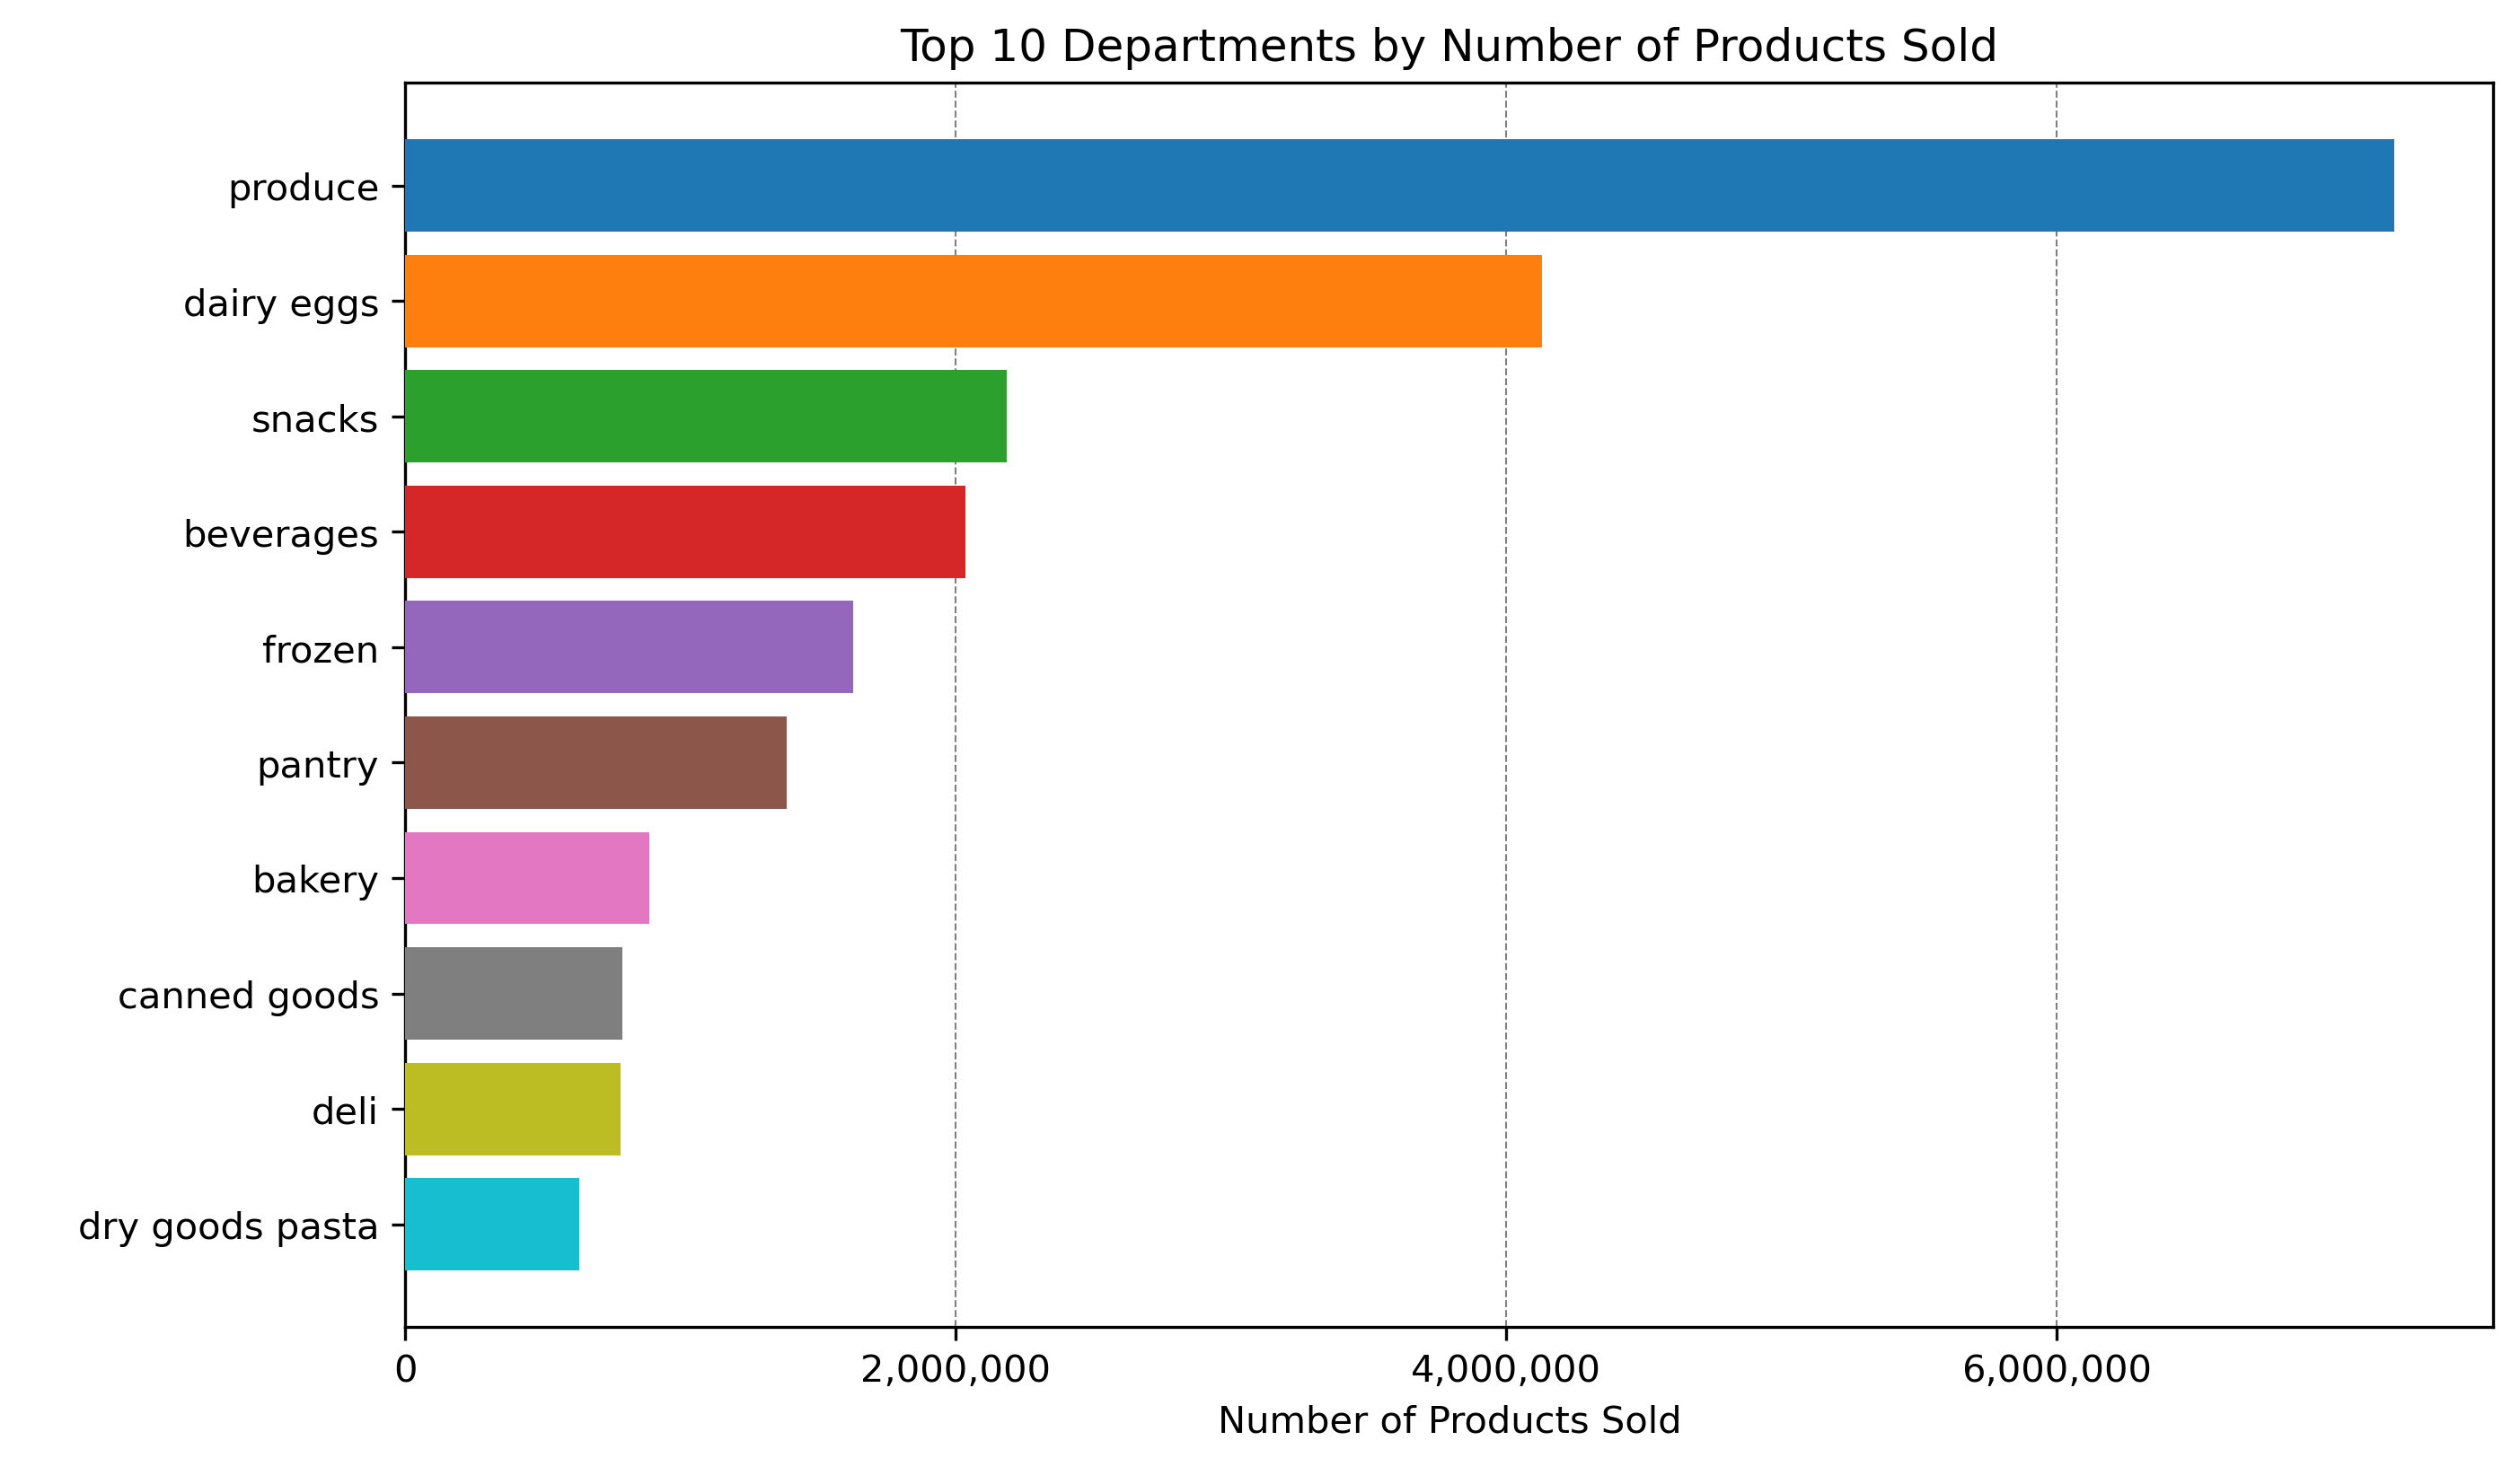 Top 10 Departments by Number of Products Sold
produce
dairy eggs
snacks
beverages
frozen
pantry
bakery
canned goods
deli
dry goods pasta
0
2,000,000
4,000,000
6,000,000
Number of Products Sold